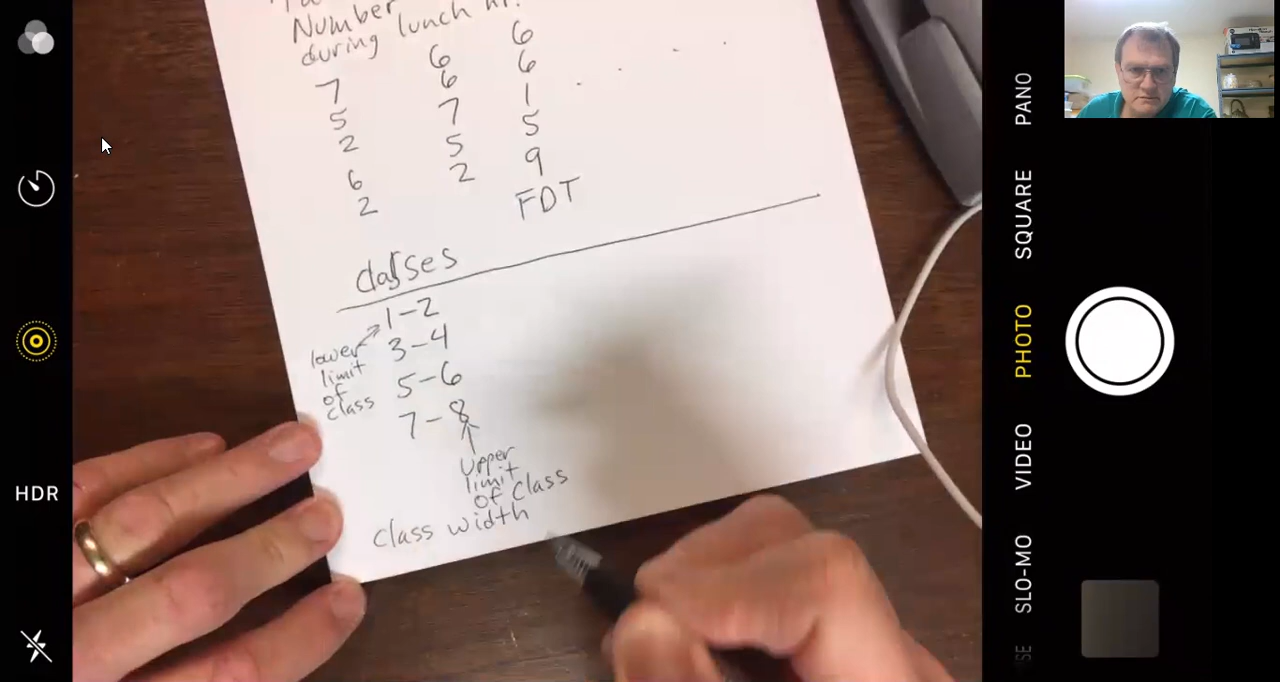 Number
during lunch hr.
7 6 6
5 6 6
2 7 1
6 5 5
2 2 9
FDT
classes
1-2
3-4
5-6
7-8
lower
limit
of
class
Upper
limit
of Class
class width
HDR
PANO
SQUARE
PHOTO
VIDEO
SLO-MO
SE